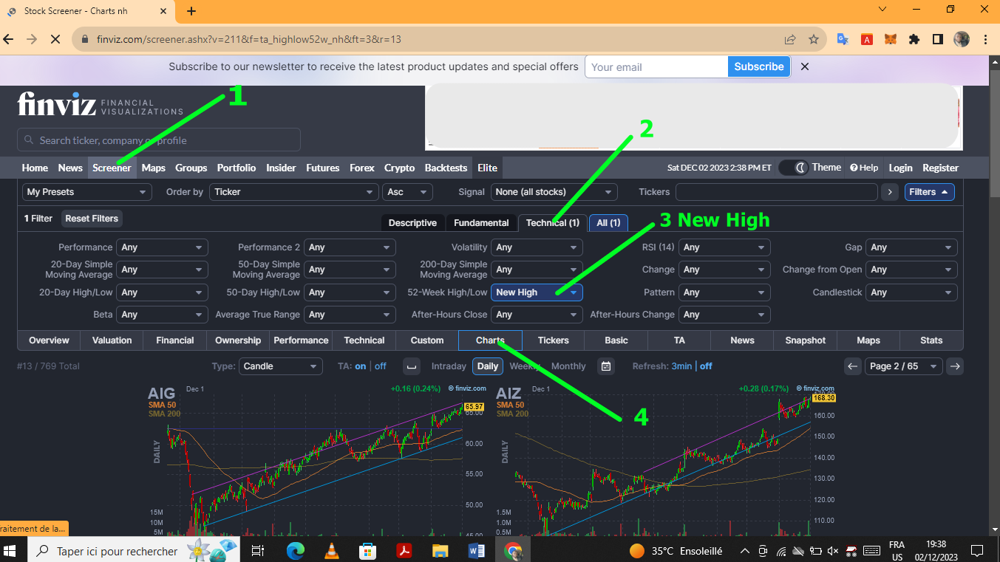 Stock Screener - Charts nh
finviz.com/screener.ashx?v=211&f=ta_highlow52w_nh&ft=3&r=13
Subscribe to our newsletter to receive the latest product updates and special offers Your email Subscribe
1
finviz FINANCIAL VISUALIZATIONS
2
Search ticker, company or profile
Home News Screener Maps Groups Portfolio Insider Futures Forex Crypto Backtests Elite Sat DEC 02 2023 2:38 PM ET Theme Help Login Register
My Presets Order by Ticker Asc Signal None (all stocks) Tickers Filters
1 Filter Reset Filters Descriptive Fundamental Technical (1) All (1) 3 New High
Performance Any Performance 2 Any Volatility Any RSI (14) Any Gap Any
20-Day Simple Moving Average Any 50-Day Simple Moving Average Any 200-Day Simple Moving Average Any Change Any Change from Open Any
20-Day High/Low Any 50-Day High/Low Any 52-Week High/Low New High Pattern Any Candlestick Any
Beta Any Average True Range Any After-Hours Close Any After-Hours Change Any
Overview Valuation Financial Ownership Performance Technical Custom Charts Tickers Basic TA News Snapshot Maps Stats
#13 / 769 Total Type: Candle TA: on | off Intraday Daily Weekly Monthly Refresh: 3min | off Page 2 / 65
4
AIG Dec 1 +0.16 (0.24%) © finviz.com
SMA 50
SMA 200
65.97
65.00
60.00
55.00
50.00
45.00
DAILY
15M
10M
5M
AIZ Dec 1 +0.28 (0.17%) © finviz.com
SMA 50
SMA 200
170.00
168.30
160.00
150.00
140.00
130.00
120.00
110.00
DAILY
1.5M
1.0M
0.5M
raitement de la...
Taper ici pour rechercher 35°C Ensoleillé FRA US 19:38 02/12/2023